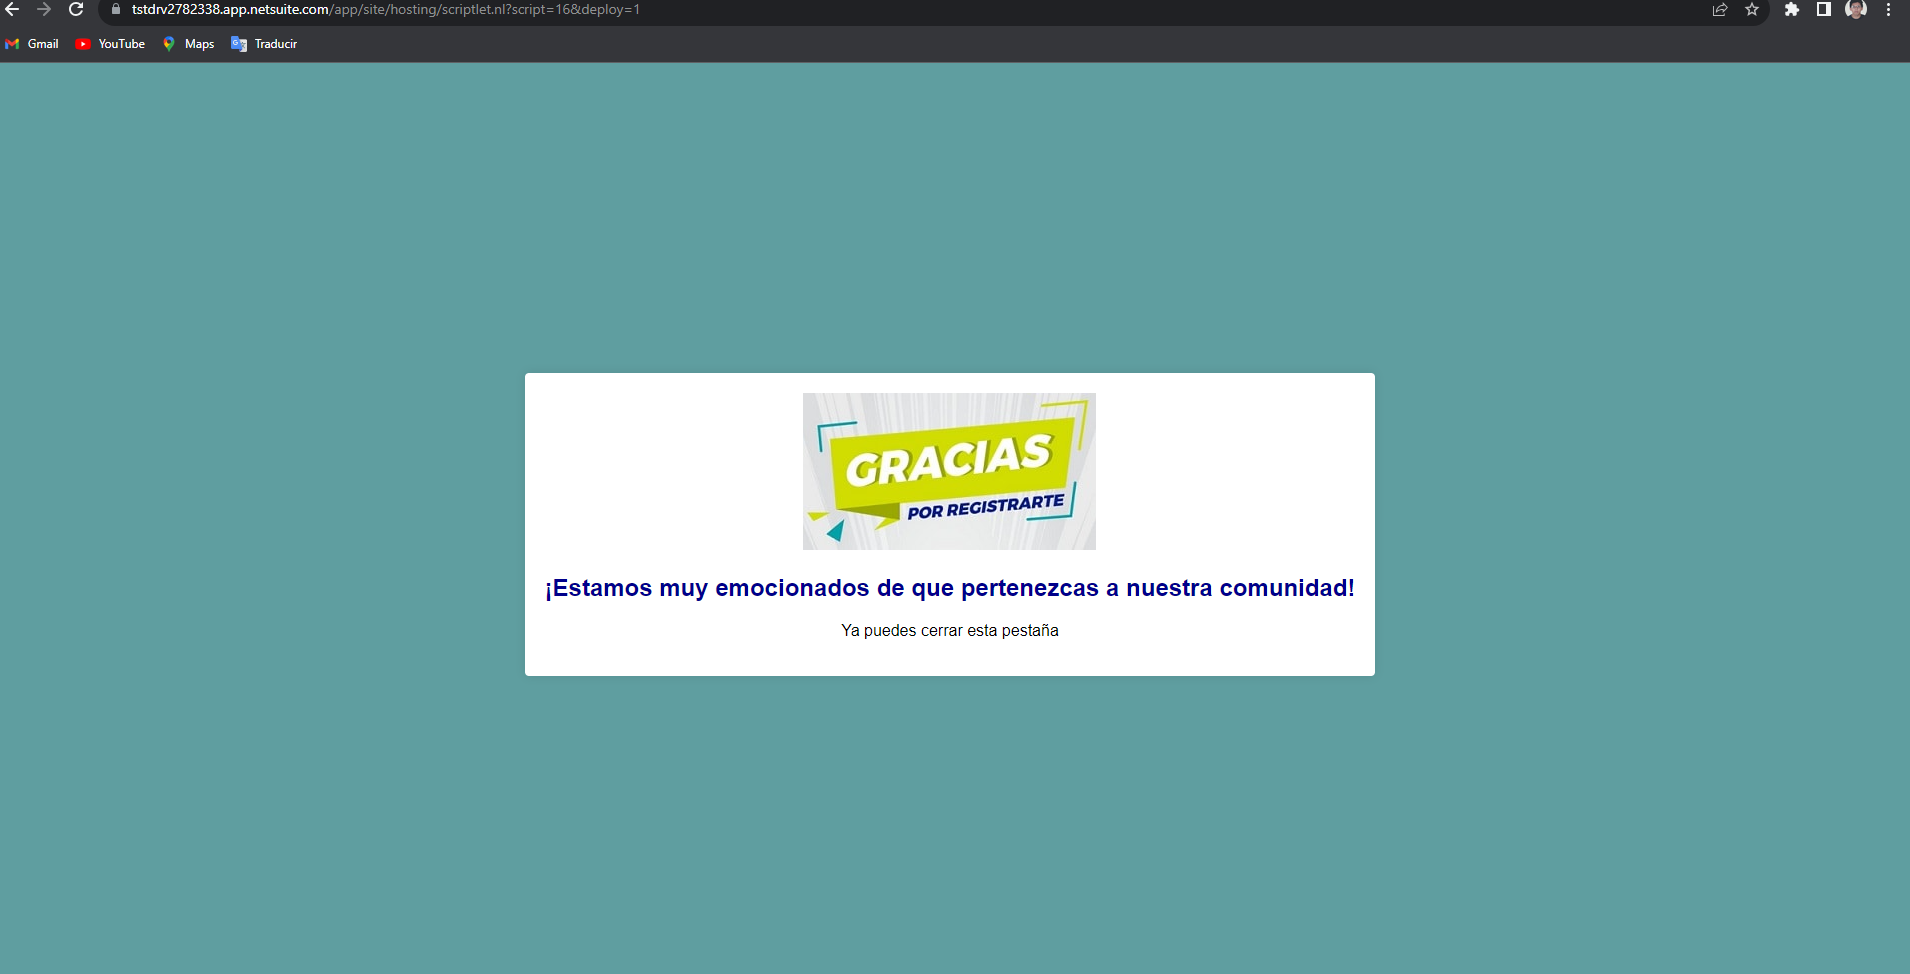 tstdrv2782338.app.netsuite.com/app/site/hosting/scriptlet.nl?script=16&deploy=1
Gmail YouTube Maps Traducir
GRACIAS
POR REGISTRARTE
¡Estamos muy emocionados de que pertenezcas a nuestra comunidad!
Ya puedes cerrar esta pestaña